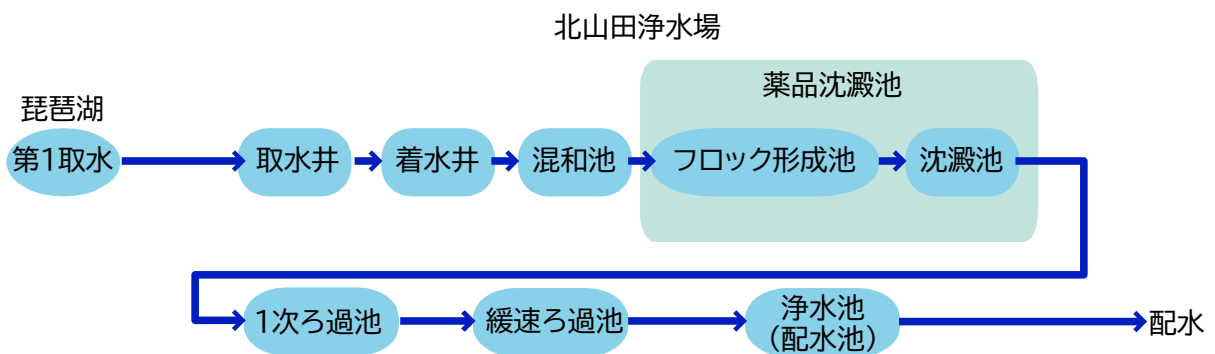 北山田浄水場
薬品沈澱池
琵琶湖
第1取水
取水井
着水井
混和池
フロック形成池
沈澱池
1次ろ過池
緩速ろ過池
浄水池
(配水池)
配水